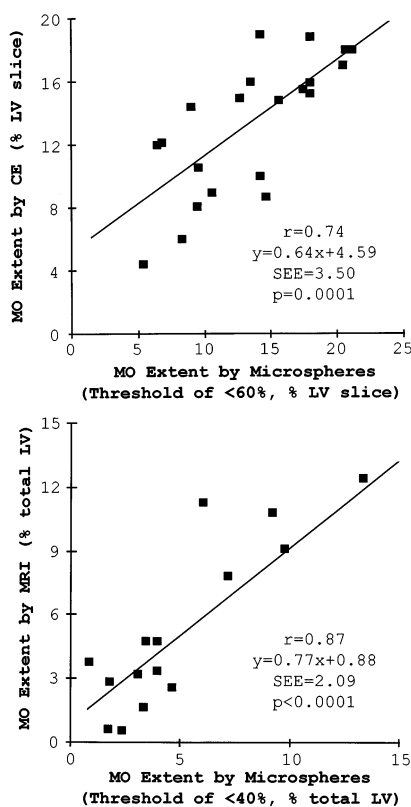 20
16
12
8
4
0
MO Extent by CE (% LV slice)
r=0.74
y=0.64x+4.59
SEE=3.50
p=0.0001
0 5 10 15 20 25
MO Extent by Microspheres
(Threshold of <60%, % LV slice)
15
12
9
6
3
0
MO Extent by MRI (% total LV)
r=0.87
y=0.77x+0.88
SEE=2.09
p<0.0001
0 5 10 15
MO Extent by Microspheres
(Threshold of <40%, % total LV)